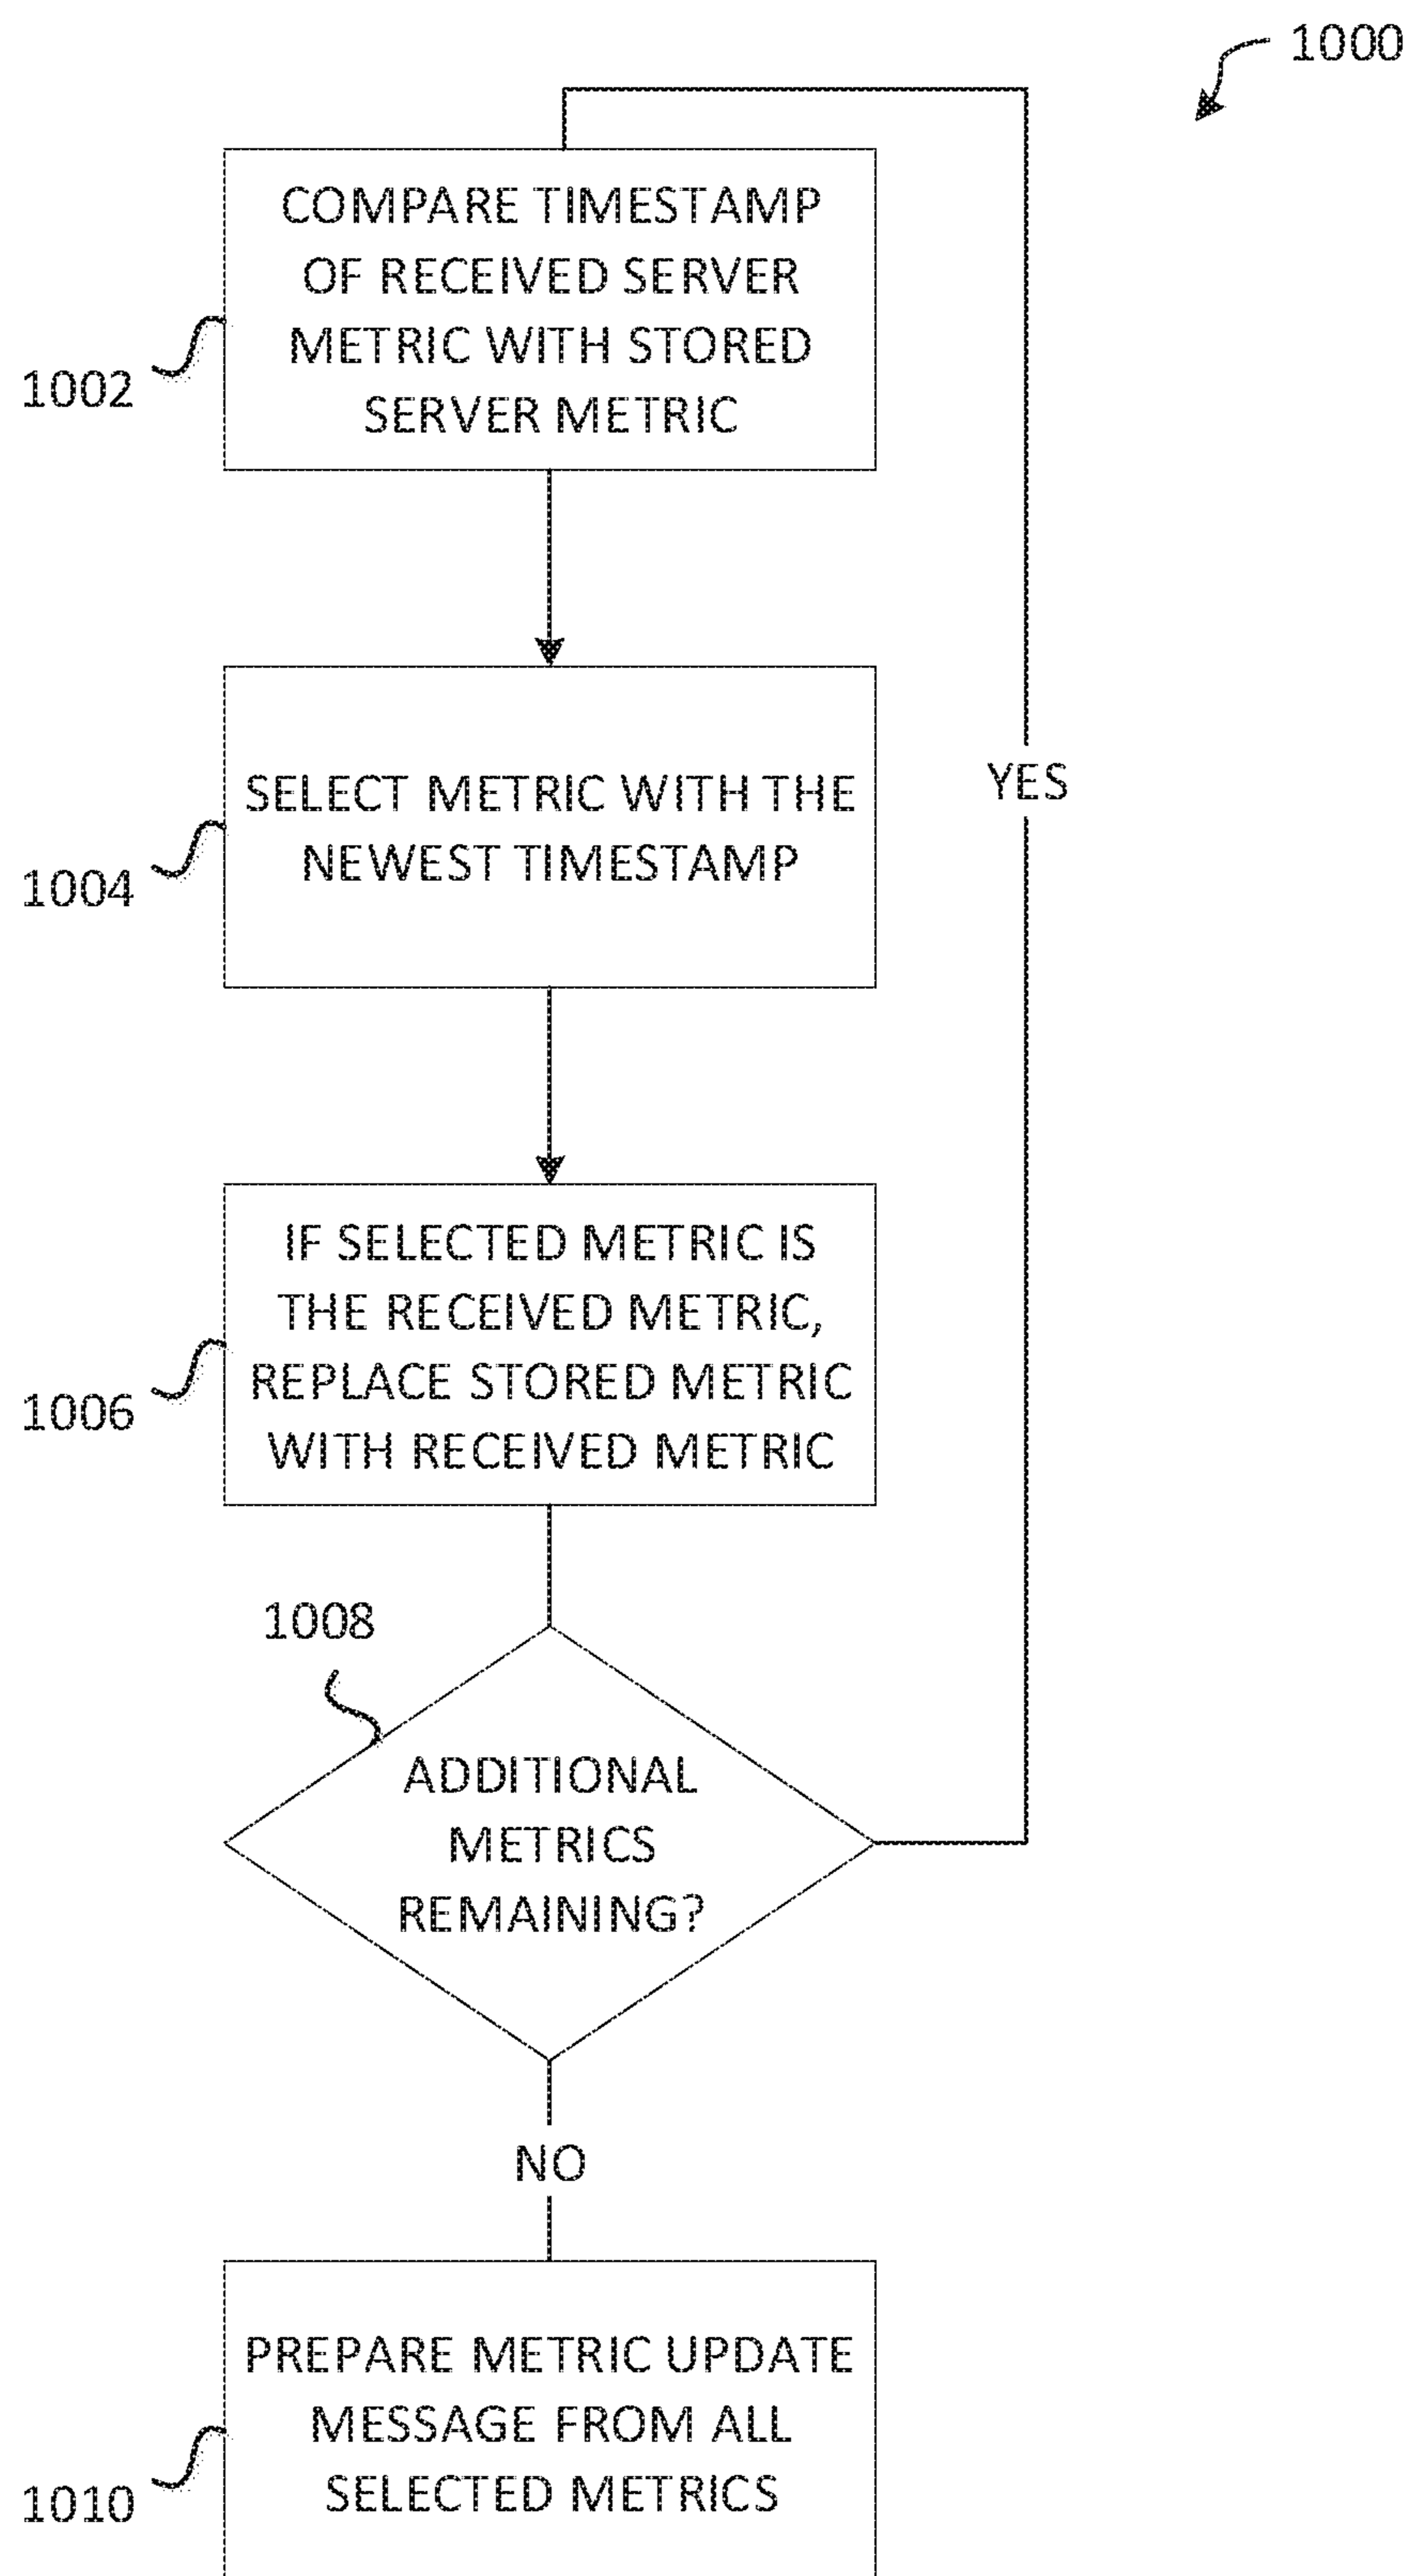 1000
COMPARE TIMESTAMP
OF RECEIVED SERVER
METRIC WITH STORED
SERVER METRIC
1002
SELECT METRIC WITH THE
NEWEST TIMESTAMP
YES
1004
IF SELECTED METRIC IS
THE RECEIVED METRIC,
REPLACE STORED METRIC
WITH RECEIVED METRIC
1006
1008
ADDITIONAL
METRICS
REMAINING?
NO
PREPARE METRIC UPDATE
MESSAGE FROM ALL
SELECTED METRICS
1010